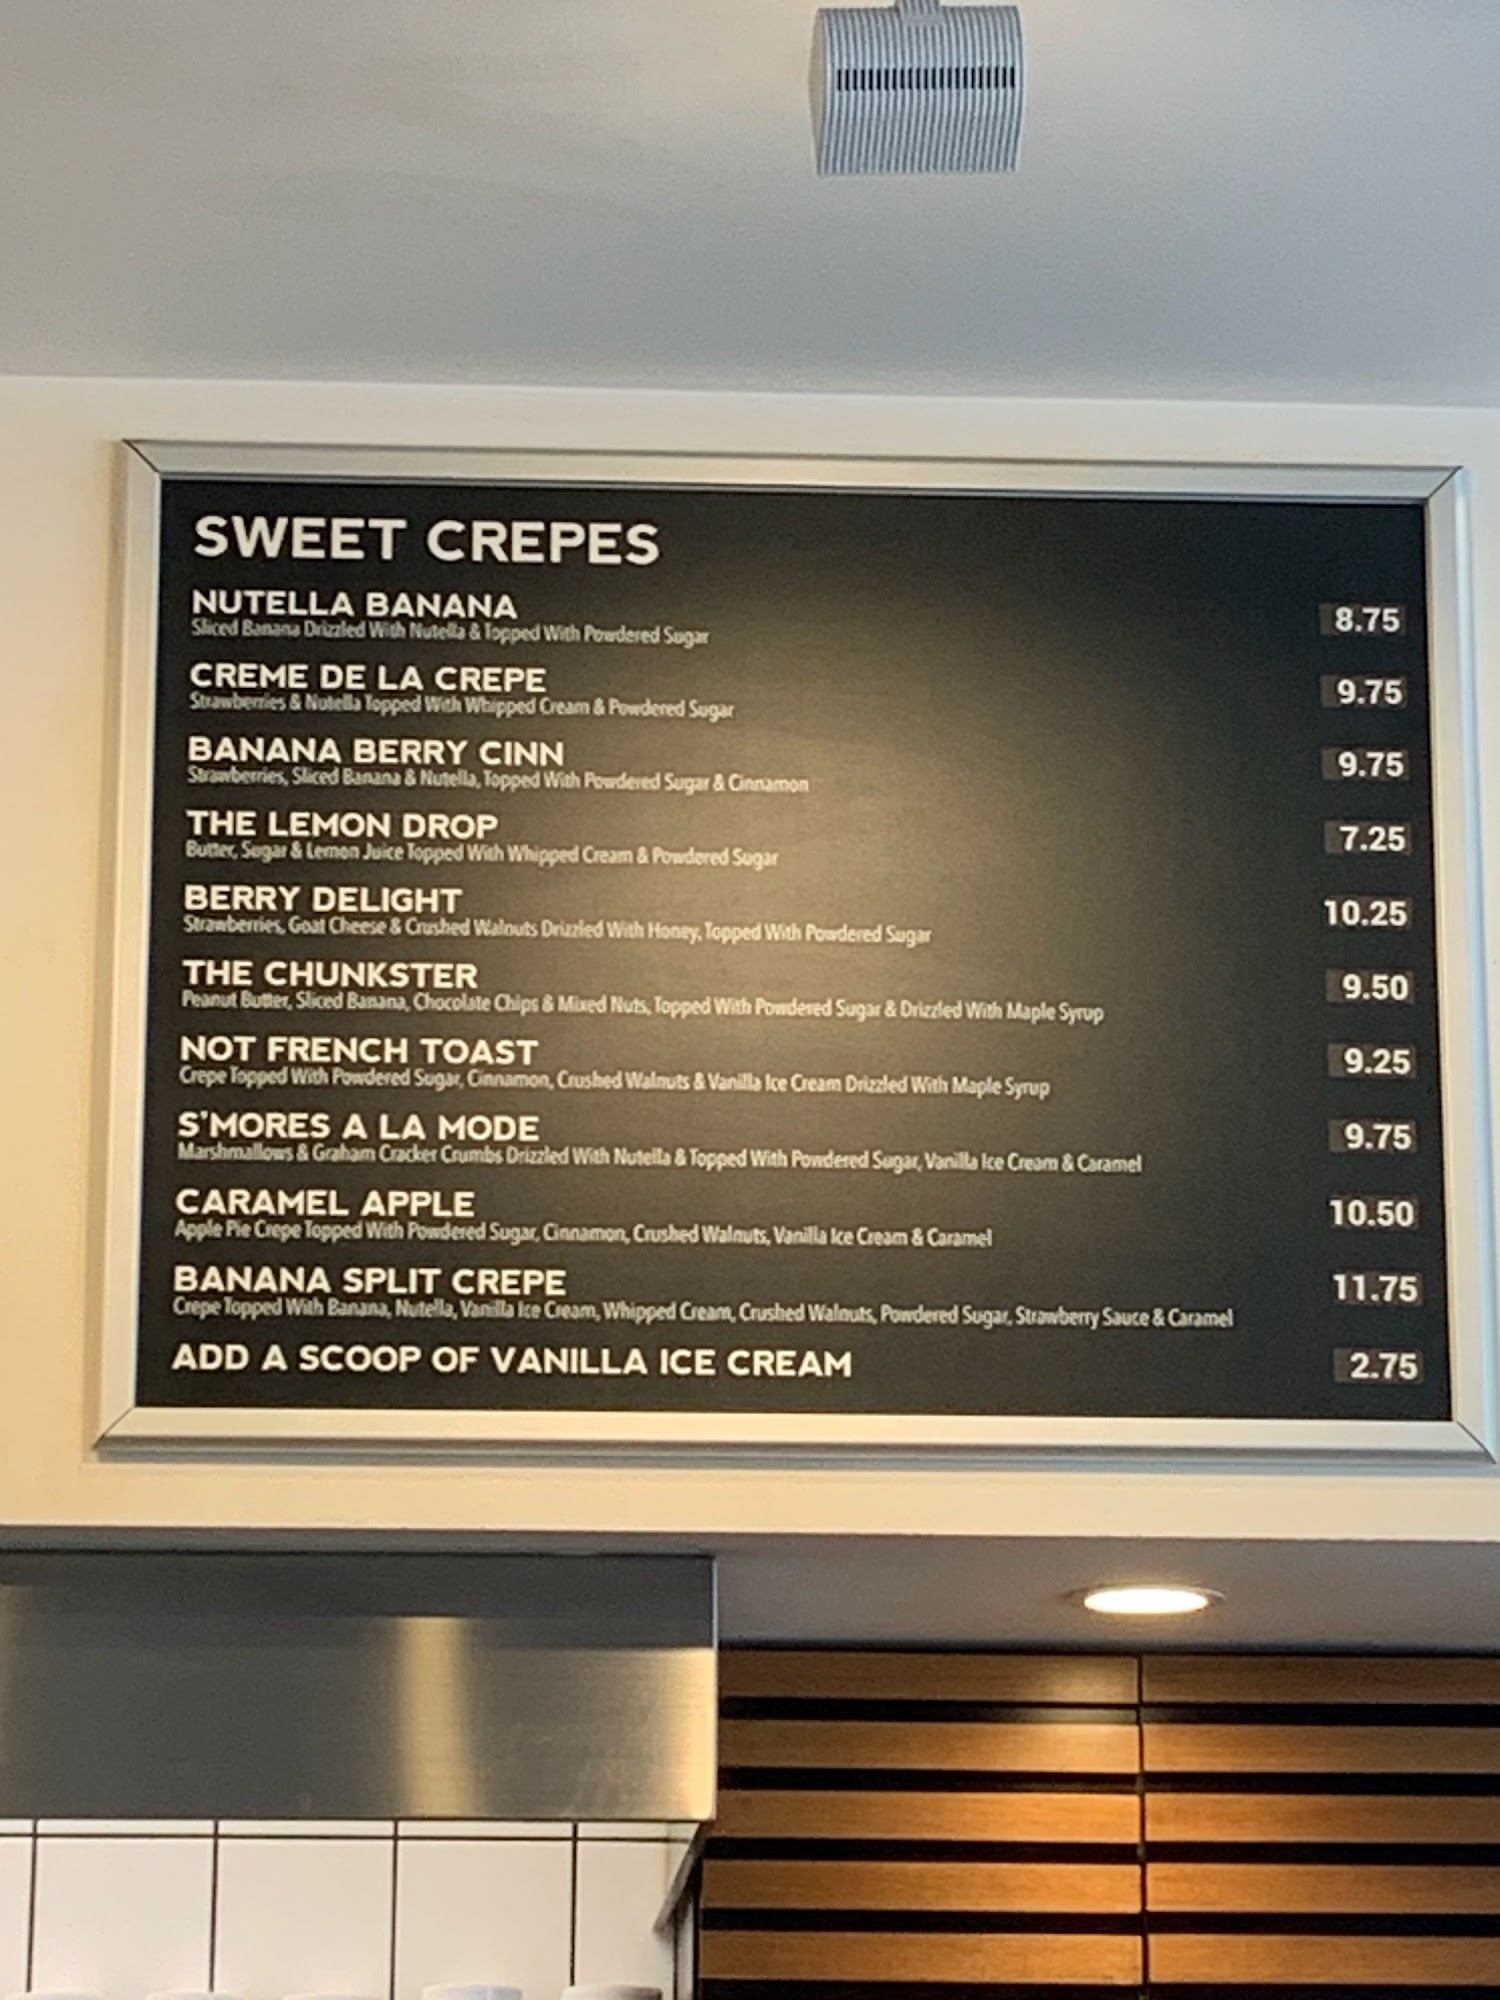 SWEET CREPES
NUTELLA BANANA 8.75
Sliced Banana Drizzled With Nutella & Topped With Powdered Sugar
CREME DE LA CREPE 9.75
Strawberries & Nutella Topped With Whipped Cream & Powdered Sugar
BANANA BERRY CINN 9.75
Strawberries, Sliced Banana & Nutella, Topped With Powdered Sugar & Cinnamon
THE LEMON DROP 7.25
Butter, Sugar & Lemon Juice Topped With Whipped Cream & Powdered Sugar
BERRY DELIGHT 10.25
Strawberries, Goat Cheese & Crushed Walnuts Drizzled With Honey, Topped With Powdered Sugar
THE CHUNKSTER 9.50
Peanut Butter, Sliced Banana, Chocolate Chips & Mixed Nuts, Topped With Powdered Sugar & Drizzled With Maple Syrup
NOT FRENCH TOAST 9.25
Crepe Topped With Powdered Sugar, Cinnamon, Crushed Walnuts & Vanilla Ice Cream Drizzled With Maple Syrup
S'MORES A LA MODE 9.75
Marshmallows & Graham Cracker Crumbs Drizzled With Nutella & Topped With Powdered Sugar, Vanilla Ice Cream & Caramel
CARAMEL APPLE 10.50
Apple Pie Crepe Topped With Powdered Sugar, Cinnamon, Crushed Walnuts, Vanilla Ice Cream & Caramel
BANANA SPLIT CREPE 11.75
Crepe Topped With Banana, Nutella, Vanilla Ice Cream, Whipped Cream, Crushed Walnuts, Powdered Sugar, Strawberry Sauce & Caramel
ADD A SCOOP OF VANILLA ICE CREAM 2.75